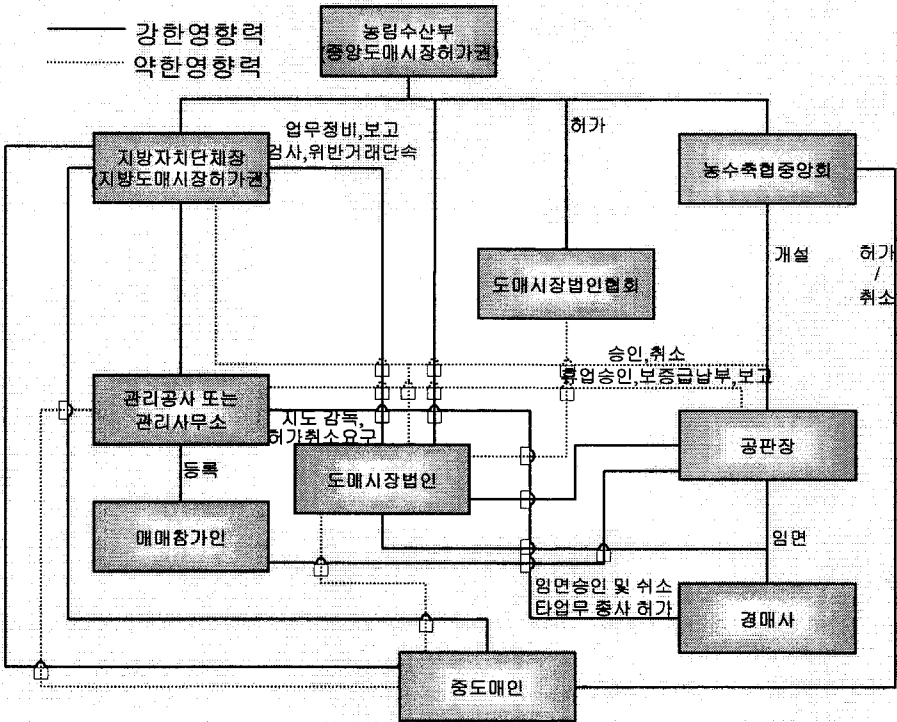 강한영향력
약한영향력
농림수산부
(중앙도매시장허가권)
업무정비,보고
검사,위반거래단속
허가
지방자치단체장
(지방도매시장허가권)
농수축협중앙회
개설
허가
/
취소
도매시장법인협회
승인,취소
휴업승인,보증금납부,보고
관리공사 또는
관리사무소
지도 감독,
허가취소요구
공판장
등록
도매시장법인
매매참가인
임면
임면승인 및 취소
타업무 종사 허가
경매사
중도매인